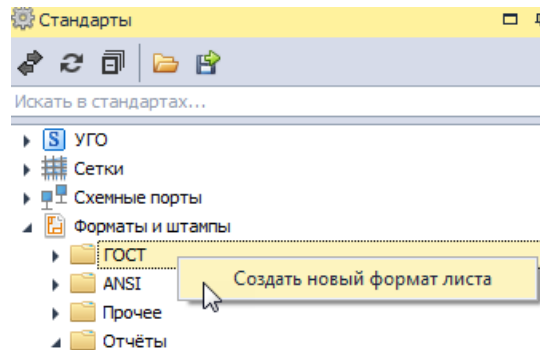 Стандарты
Искать в стандартах...
S УГО
Сетки
Схемные порты
Форматы и штампы
ГОСТ
Создать новый формат листа
ANSI
Прочее
Отчёты